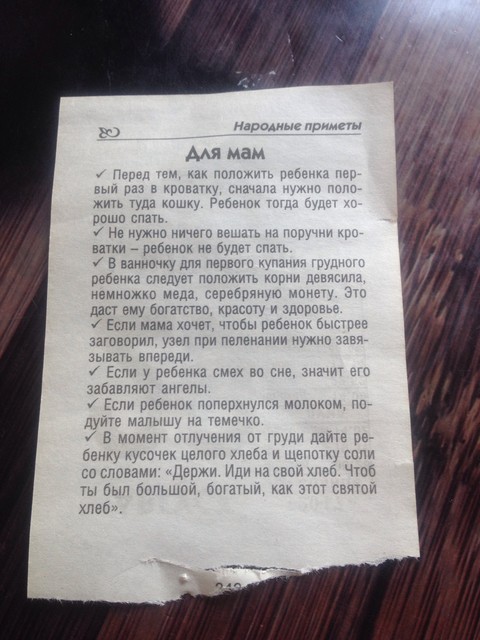 Народные приметы
Для мам
✓ Перед тем, как положить ребенка пер-
вый раз в кроватку, сначала нужно поло-
жить туда кошку. Ребенок тогда будет хо-
рошо спать.
✓ Не нужно ничего вешать на поручни кро-
ватки – ребенок не будет спать.
✓ В ванночку для первого купания грудного
ребенка следует положить корни девясила,
немножко меда, серебряную монету. Это
даст ему богатство, красоту и здоровье.
✓ Если мама хочет, чтобы ребенок быстрее
заговорил, узел при пеленании нужно завя-
зывать впереди.
✓ Если у ребенка смех во сне, значит его
забавляют ангелы.
✓ Если ребенок поперхнулся молоком, по-
дуйте малышу на темечко.
✓ В момент отлучения от груди дайте ре-
бенку кусочек целого хлеба и щепотку соли
со словами: «Держи. Иди на свой хлеб. Чтоб
ты был большой, богатый, как этот святой
хлеб».